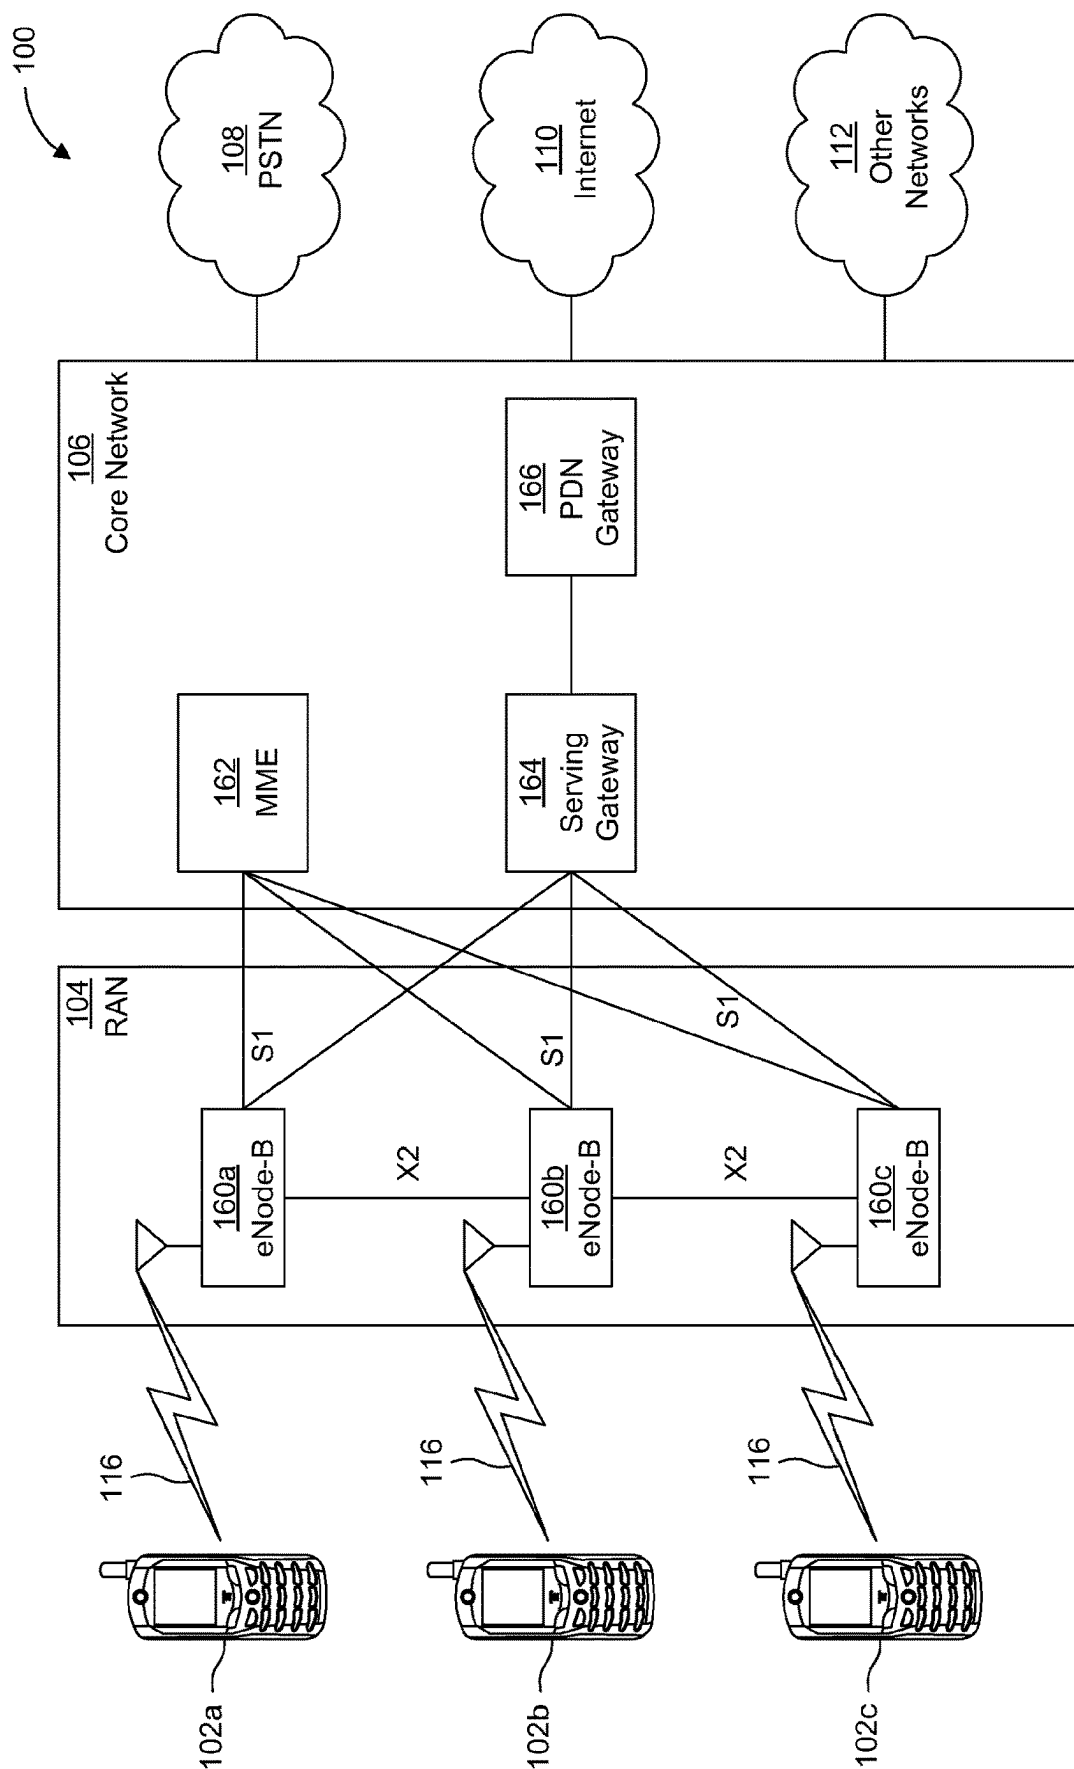 100
102a
116
104
RAN
160a
eNode-B
S1
X2
106
Core Network
162
MME
108
PSTN
102b
116
160b
eNode-B
S1
X2
164
Serving
Gateway
166
PDN
Gateway
110
Internet
102c
116
160c
eNode-B
S1
112
Other
Networks